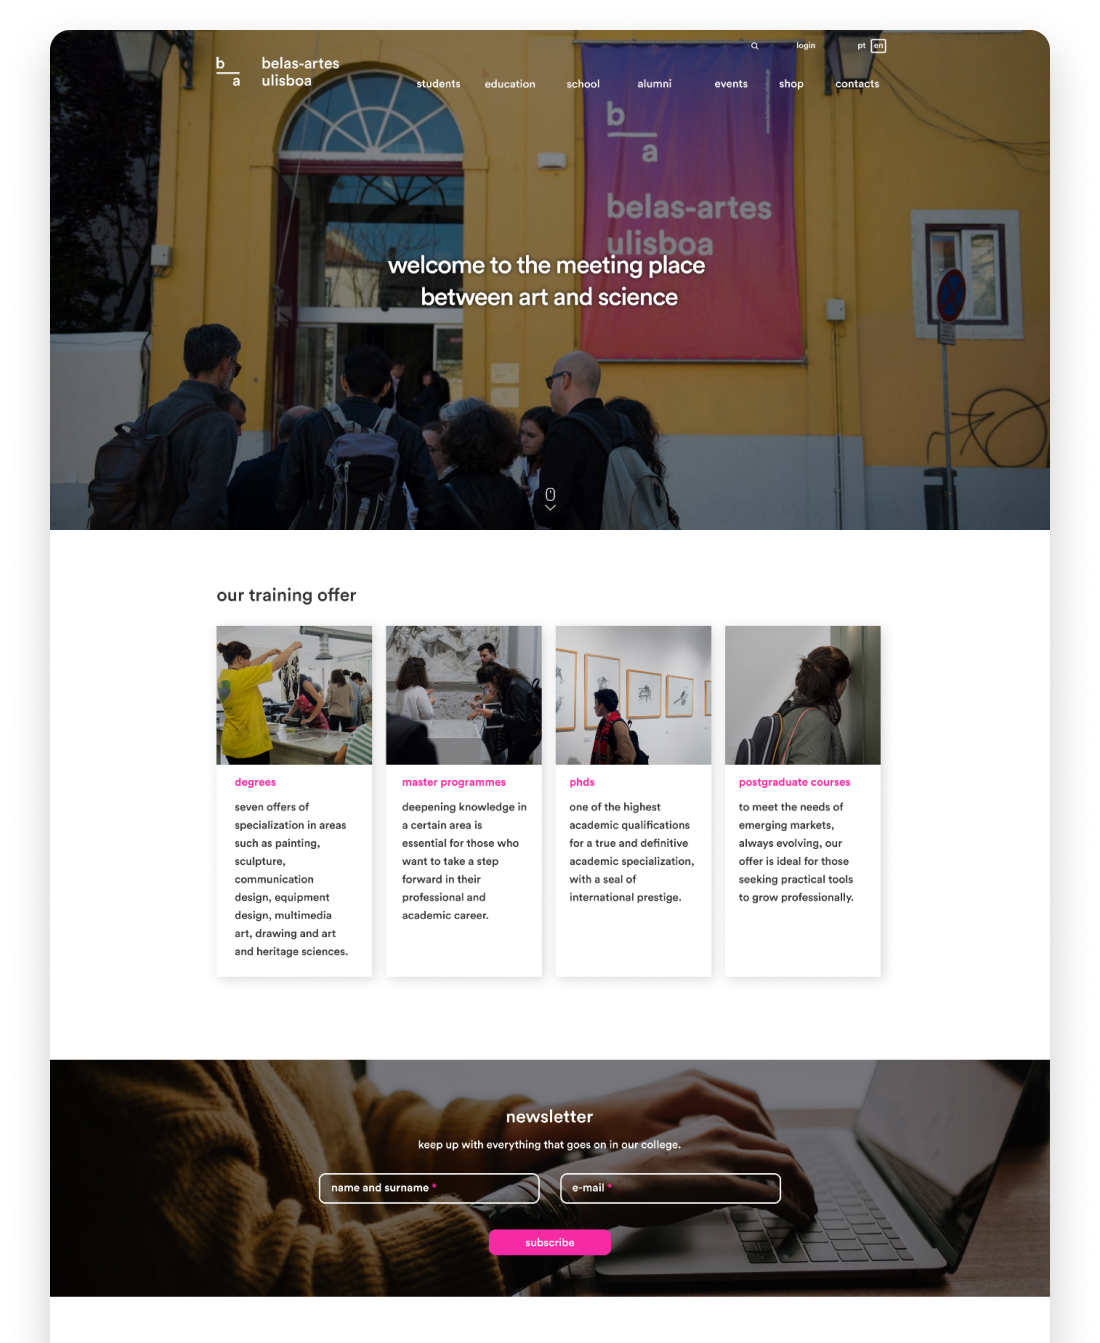 login
pt
en
b
a
belas-artes
ulisboa
students
education
school
alumni
events
shop
contacts
b
a
belas-artes
ulisboa
welcome to the meeting place
between art and science
our training offer
degrees
seven offers of
specialization in areas
such as painting,
sculpture,
communication
design, equipment
design, multimedia
art, drawing and art
and heritage sciences.
master programmes
deepening knowledge in
a certain area is
essential for those who
want to take a step
forward in their
professional and
academic career.
phds
one of the highest
academic qualifications
for a true and definitive
academic specialization,
with a seal of
international prestige.
postgraduate courses
to meet the needs of
emerging markets,
always evolving, our
offer is ideal for those
seeking practical tools
to grow professionally.
newsletter
keep up with everything that goes on in our college.
name and surname *
e-mail *
subscribe